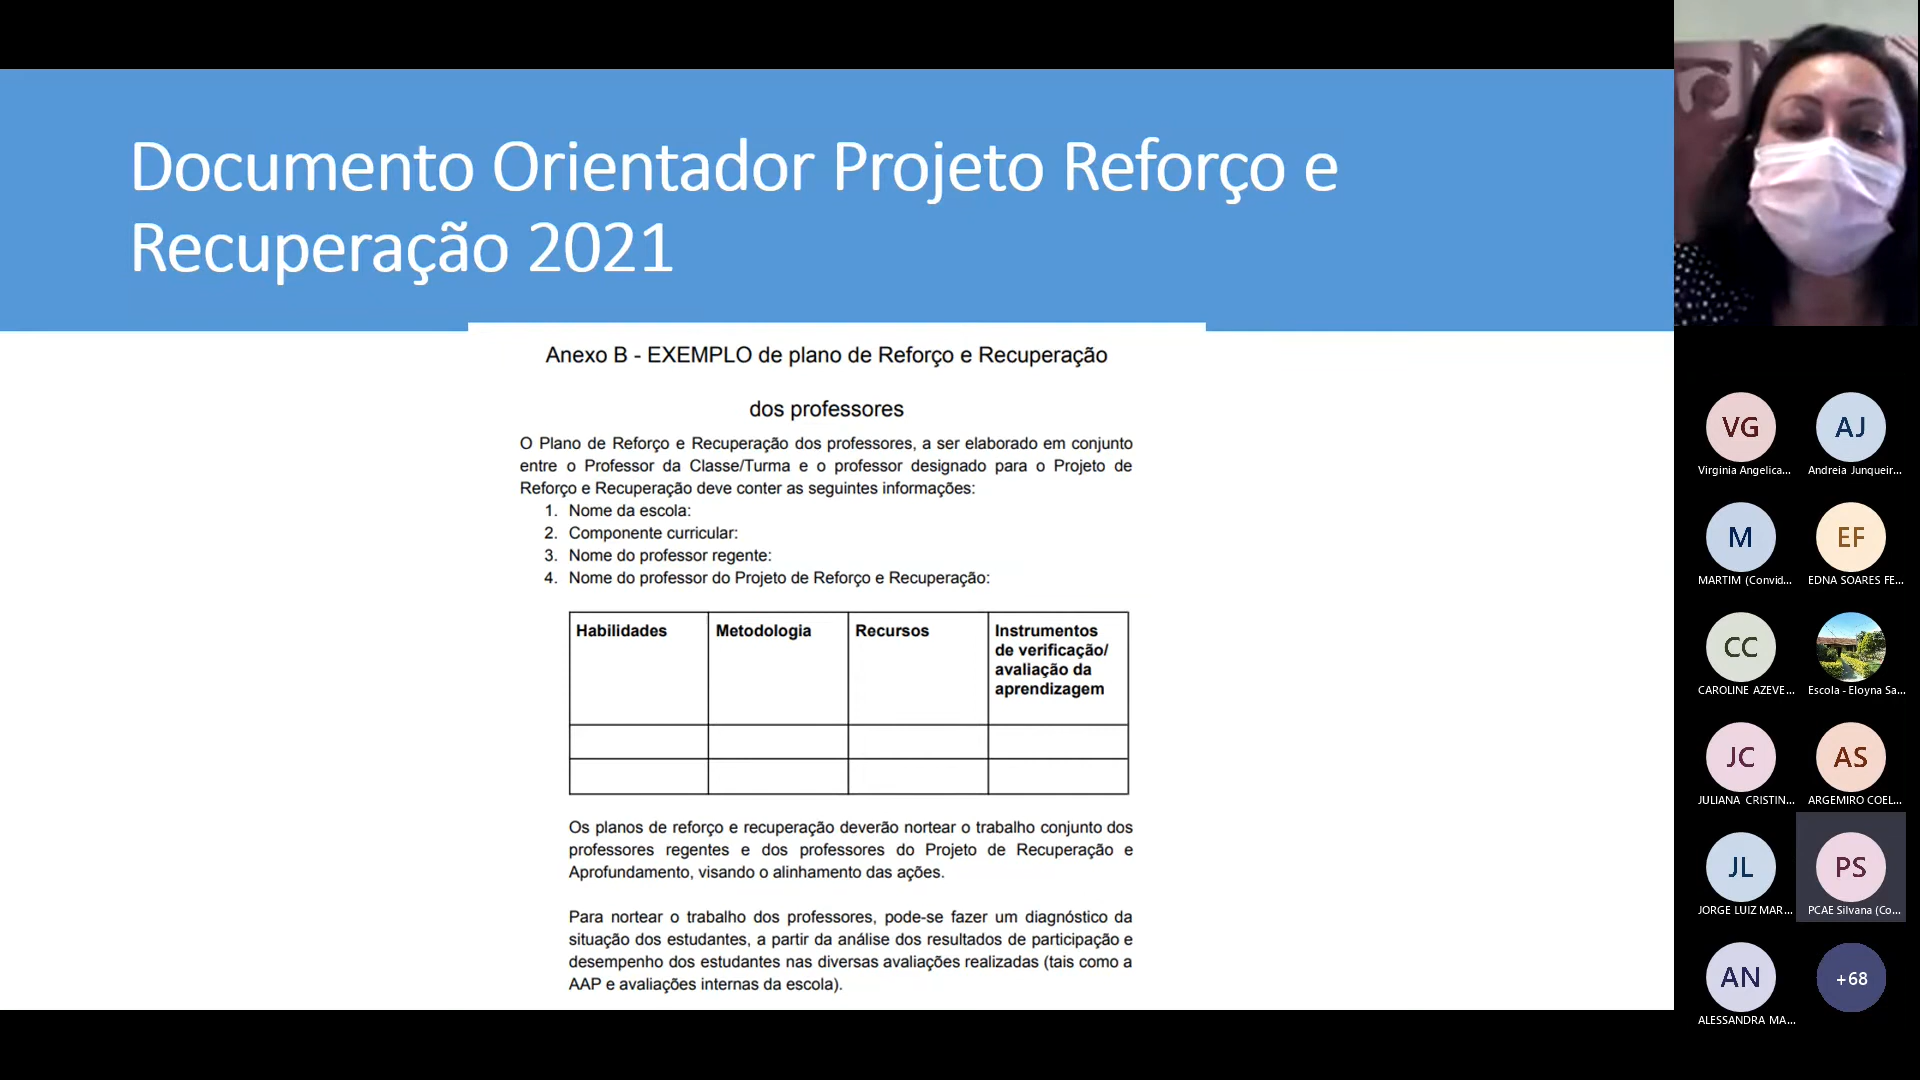 Documento Orientador Projeto Reforço e
Recuperação 2021
Anexo B - EXEMPLO de plano de Reforço e Recuperação
dos professores
O Plano de Reforço e Recuperação dos professores, a ser elaborado em conjunto
entre o Professor da Classe/Turma e o professor designado para o Projeto de
Reforço e Recuperação deve conter as seguintes informações:
1. Nome da escola:
2. Componente curricular:
3. Nome do professor regente:
4. Nome do professor do Projeto de Reforço e Recuperação:
Habilidades
Metodologia
Recursos
Instrumentos
de verificação/
avaliação da
aprendizagem
Os planos de reforço e recuperação deverão nortear o trabalho conjunto dos
professores regentes e dos professores do Projeto de Recuperação e
Aprofundamento, visando o alinhamento das ações.
Para nortear o trabalho dos professores, pode-se fazer um diagnóstico da
situação dos estudantes, a partir da análise dos resultados de participação e
desempenho dos estudantes nas diversas avaliações realizadas (tais como a
AAP e avaliações internas da escola).
VG
Virginia Angelica...
AJ
Andreia Junqueir...
M
MARTIM (Convid...
EF
EDNA SOARES FE...
CC
CAROLINE AZEVE...
Escola - Eloyna Sa...
JC
JULIANA CRISTIN...
AS
ARGEMIRO COEL...
JL
JORGE LUIZ MAR...
PS
PCAE Silvana (Co...
AN
ALESSANDRA MA...
+68